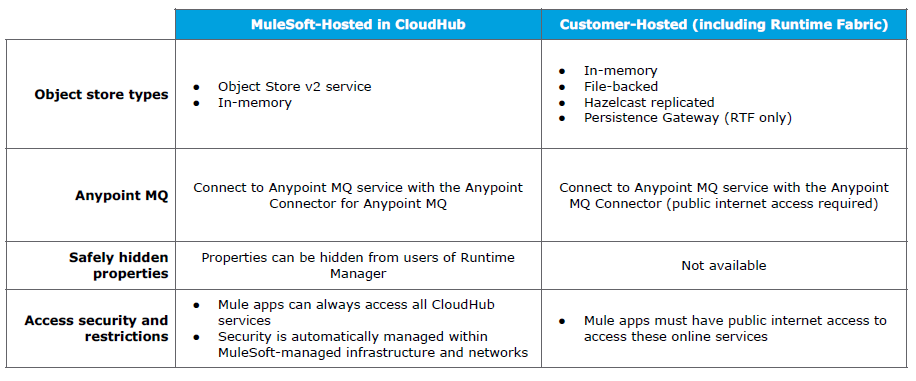 MuleSoft-Hosted in CloudHub
Customer-Hosted (including Runtime Fabric)
Object store types
● Object Store v2 service
● In-memory
● In-memory
● File-backed
● Hazelcast replicated
● Persistence Gateway (RTF only)
Anypoint MQ
Connect to Anypoint MQ service with the Anypoint
Connector for Anypoint MQ
Connect to Anypoint MQ service with the Anypoint
MQ Connector (public internet access required)
Safely hidden
properties
Properties can be hidden from users of Runtime
Manager
Not available
Access security and
restrictions
● Mule apps can always access all CloudHub
services
● Security is automatically managed within
MuleSoft-managed infrastructure and networks
● Mule apps must have public internet access to
access these online services